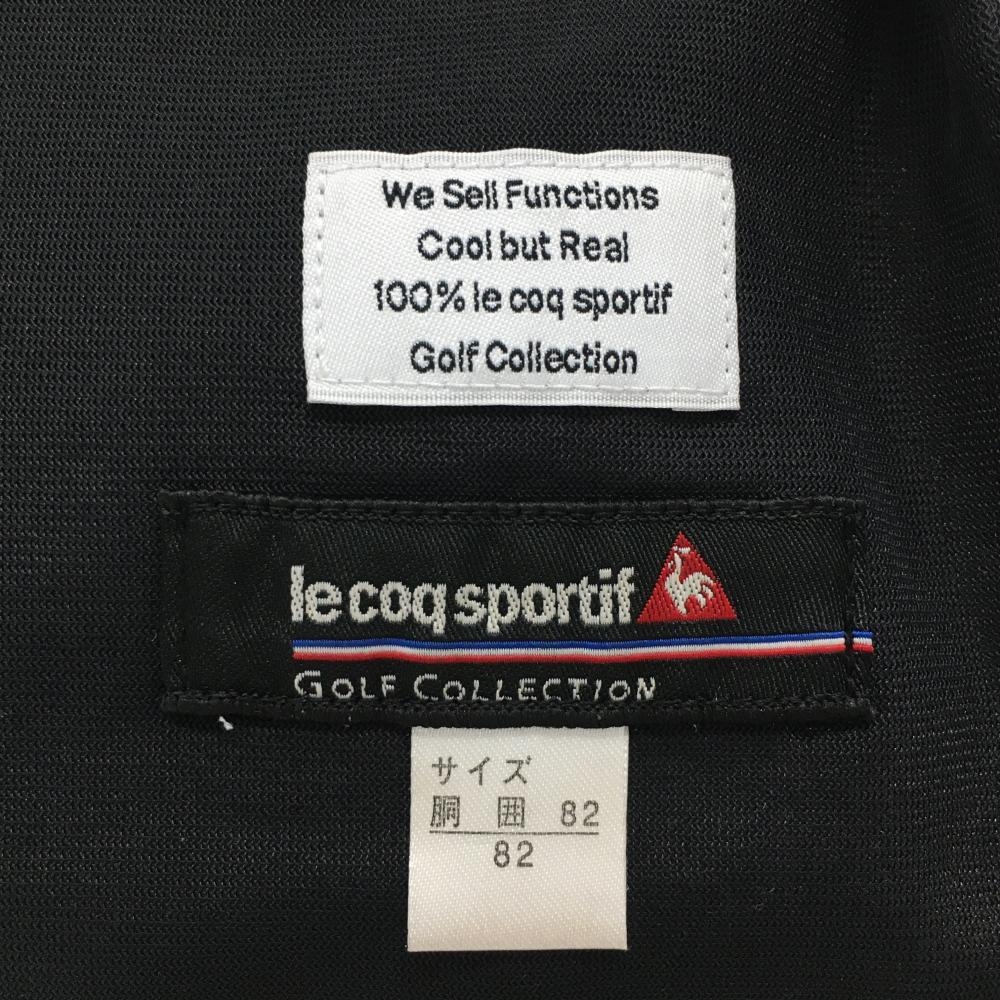 We Sell Functions
Cool but Real
100% le coq sportif
Golf Collection
le coq sportif
GOLF COLLECTION
サイズ
胴 囲 82
82